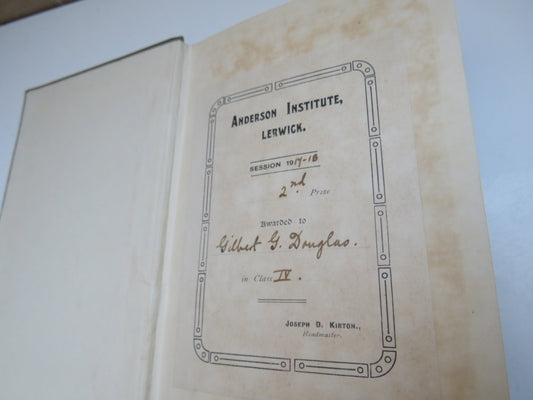 ANDERSON INSTITUTE,
LERWICK.
SESSION 1917-18
2nd Prize
Awarded to
Gilbert G. Douglas.
in Class IV.
JOSEPH D. KIRTON,
Headmaster.